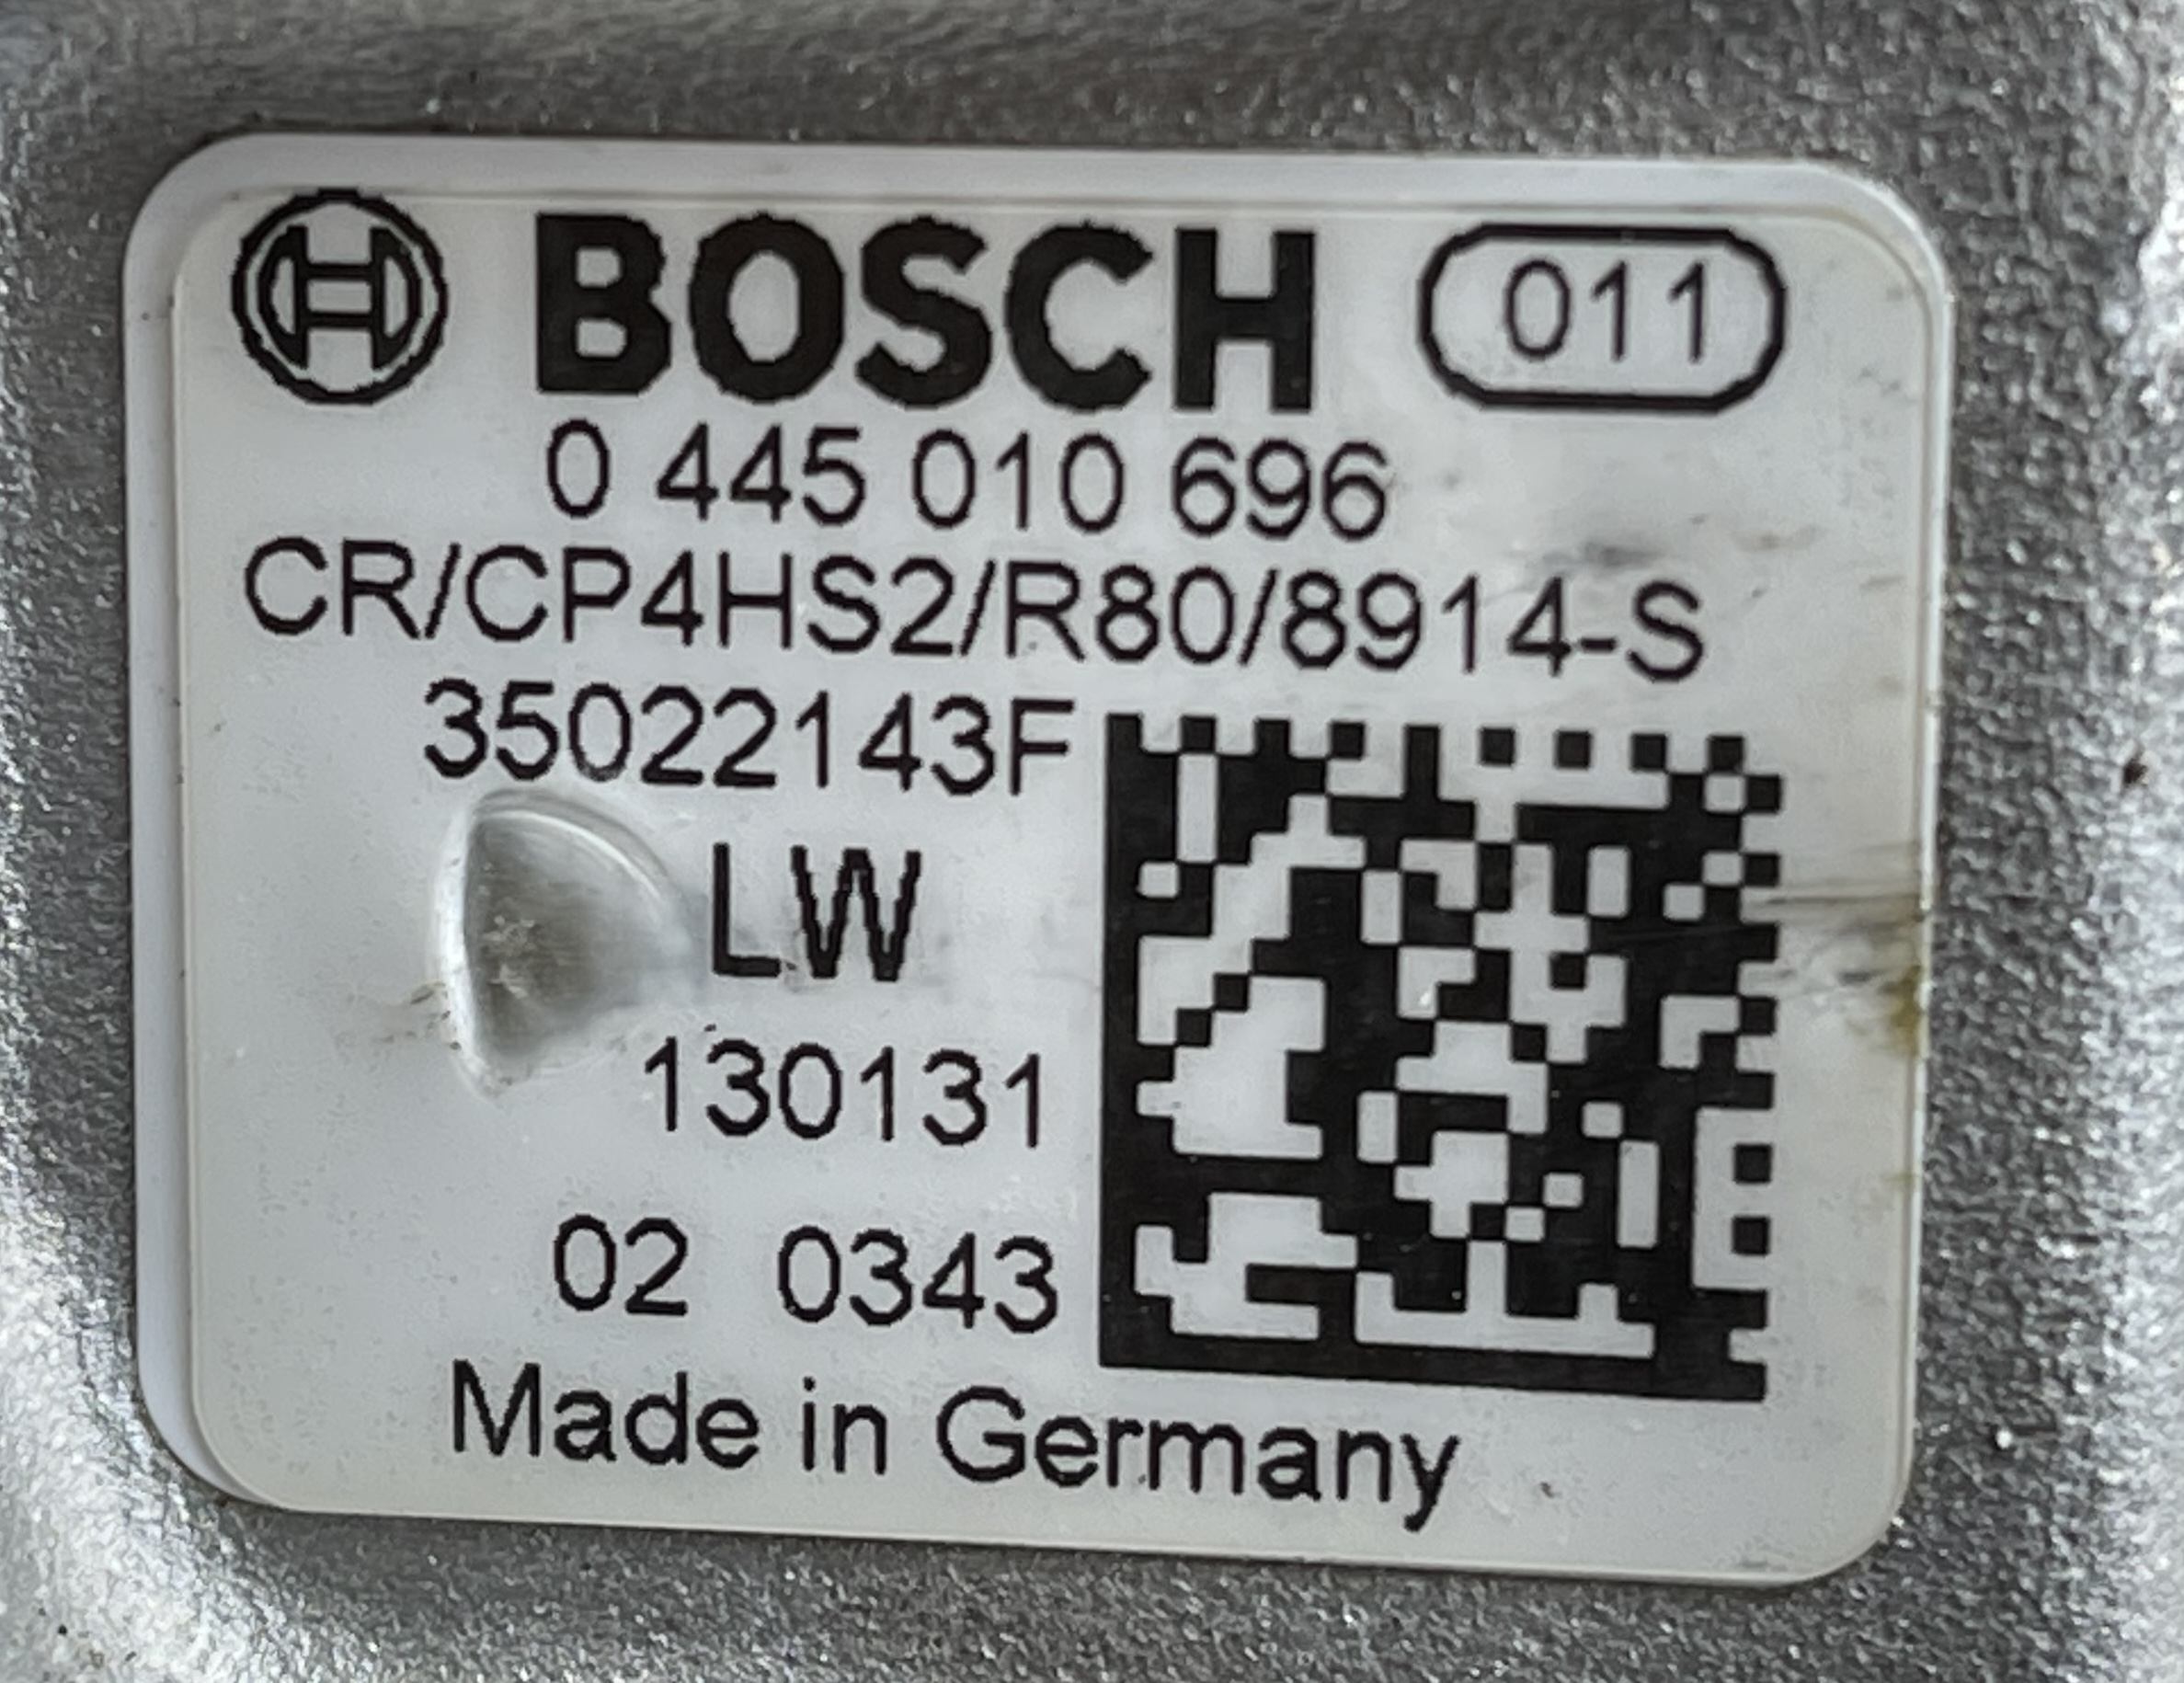 BOSCH 011
0 445 010 696
CR/CP4HS2/R80/8914-S
35022143F
LW
130131
02 0343
Made in Germany